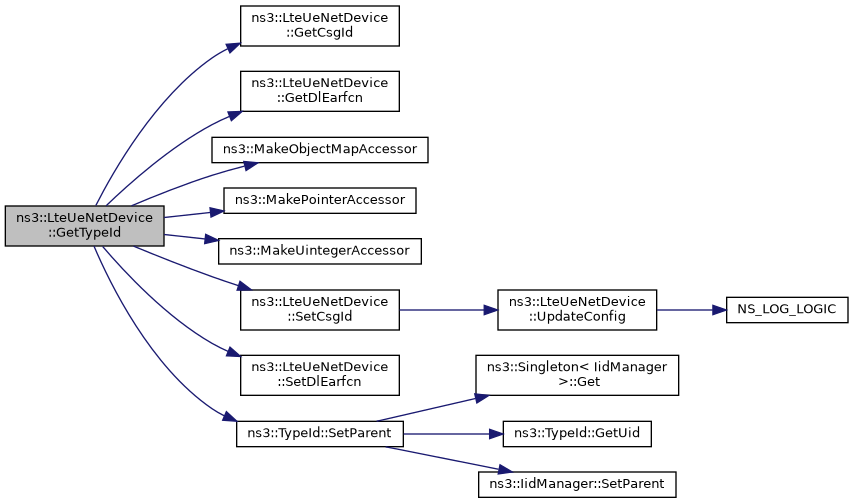 ns3::LteUeNetDevice
::GetTypeId
ns3::LteUeNetDevice
::GetCsgId
ns3::LteUeNetDevice
::GetDlEarfcn
ns3::MakeObjectMapAccessor
ns3::MakePointerAccessor
ns3::MakeUintegerAccessor
ns3::LteUeNetDevice
::SetCsgId
ns3::LteUeNetDevice
::UpdateConfig
NS_LOG_LOGIC
ns3::LteUeNetDevice
::SetDlEarfcn
ns3::TypeId::SetParent
ns3::Singleton< IidManager
>::Get
ns3::TypeId::GetUid
ns3::IidManager::SetParent